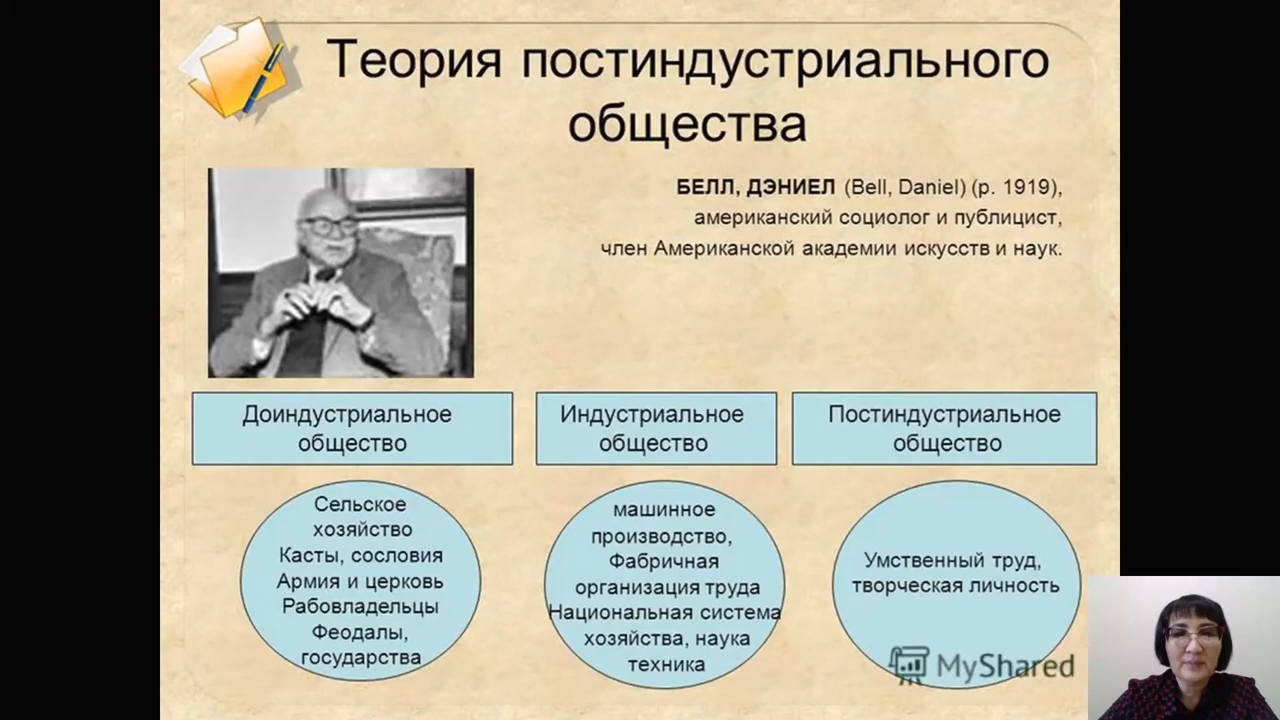 Теория постиндустриального
общества
БЕЛЛ, ДЭНИЕЛ (Bell, Daniel) (р. 1919),
американский социолог и публицист,
член Американской академии искусств и наук.
Доиндустриальное
общество
Индустриальное
общество
Постиндустриальное
общество
Сельское
хозяйство
Касты, сословия
Армия и церковь
Рабовладельцы
Феодалы,
государства
машинное
производство,
Фабричная
организация труда
Национальная система
хозяйства, наука
техника
Умственный труд,
творческая личность
MyShared